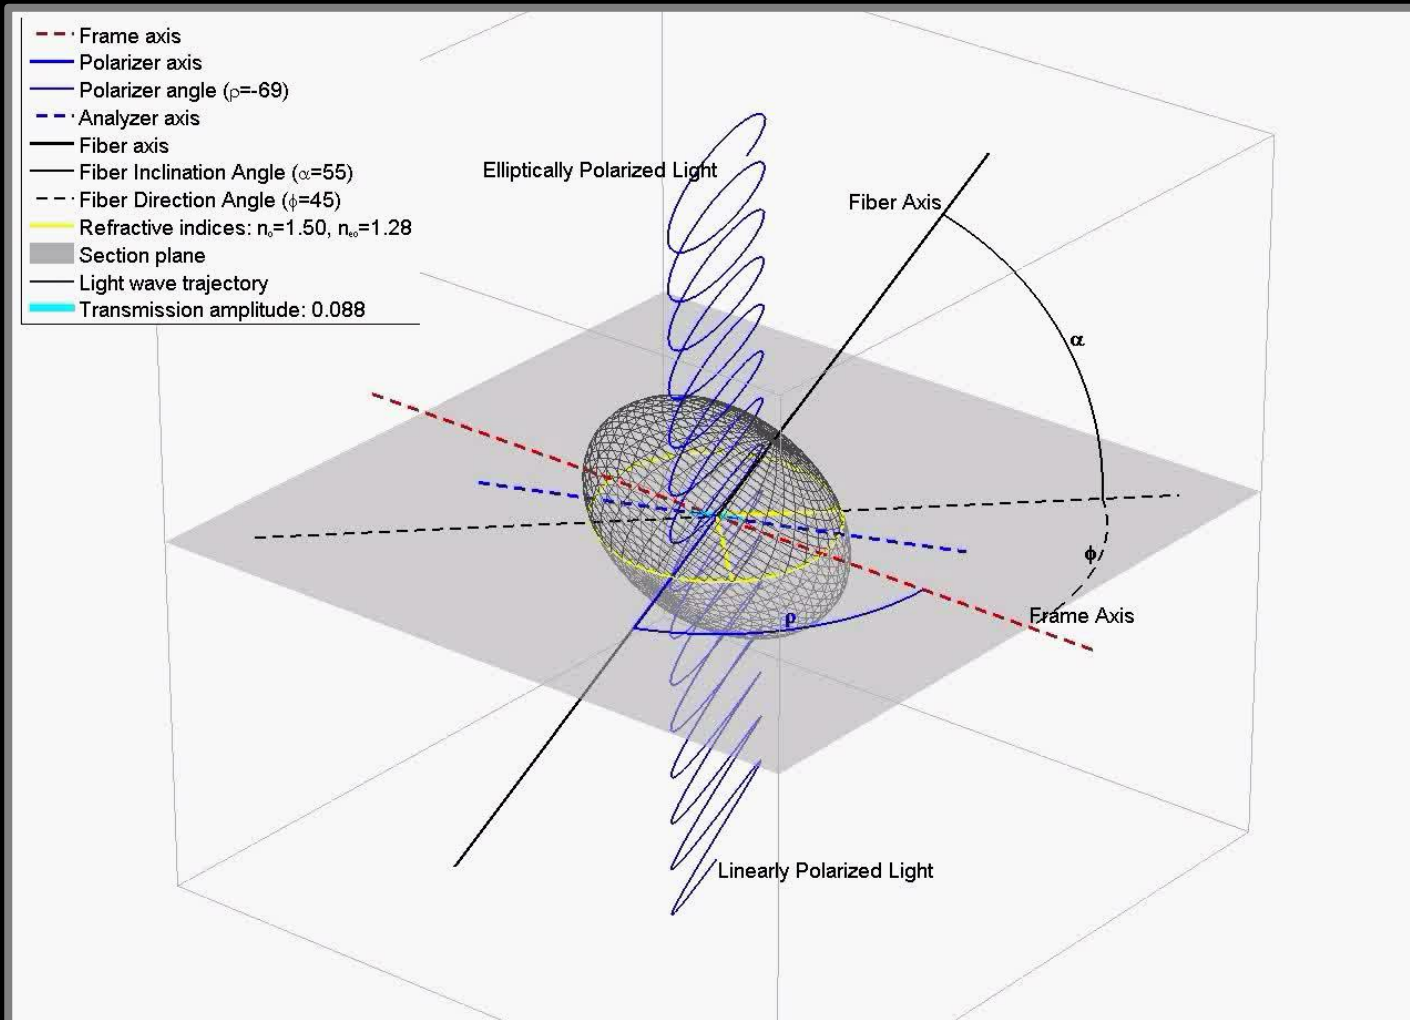 Frame axis
Polarizer axis
Polarizer angle (ρ=-69)
Analyzer axis
Fiber axis
Fiber Inclination Angle (α=55)
Fiber Direction Angle (ϕ=45)
Refractive indices: nₒ=1.50, nₑₒ=1.28
Section plane
Light wave trajectory
Transmission amplitude: 0.088
Elliptically Polarized Light
Fiber Axis
α
ϕ
Frame Axis
ρ
Linearly Polarized Light